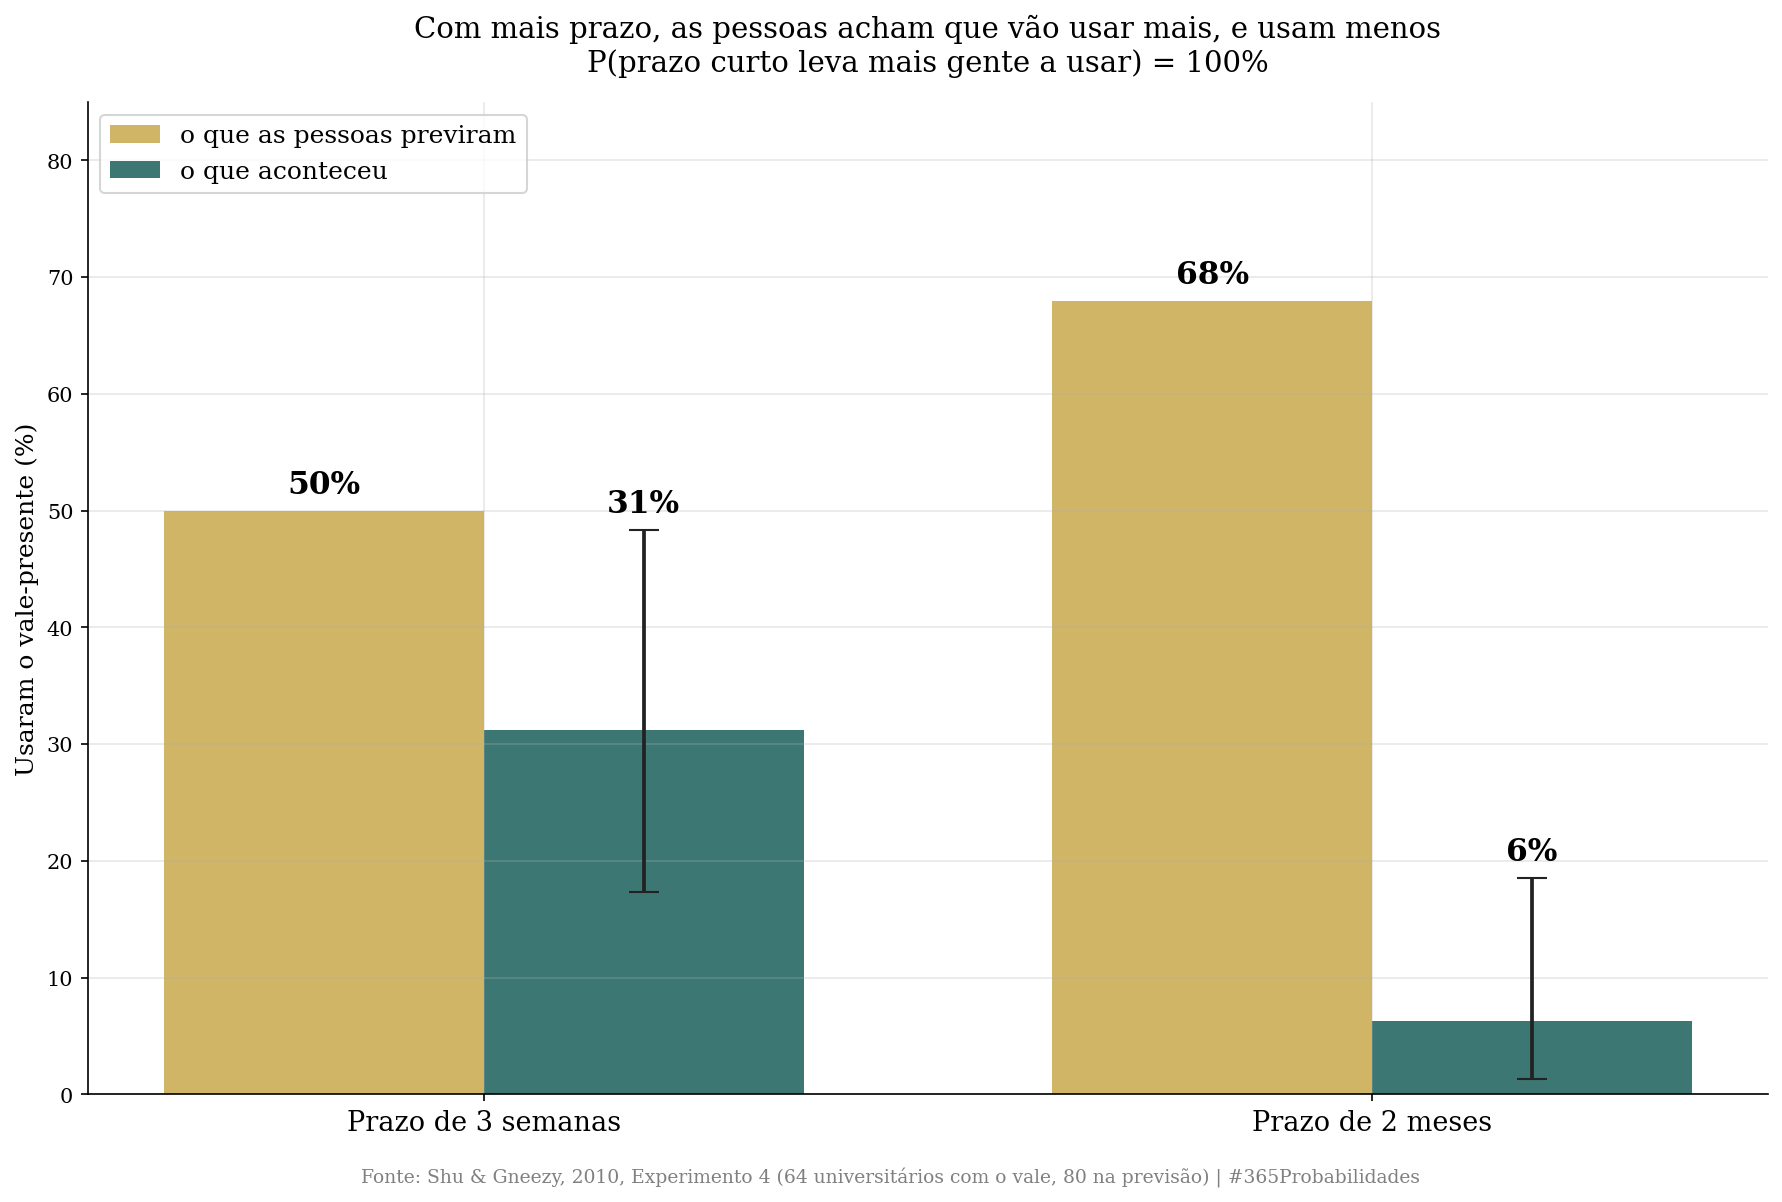 Com mais prazo, as pessoas acham que vão usar mais, e usam menos
P(prazo curto leva mais gente a usar) = 100%
o que as pessoas previram
o que aconteceu
Usaram o vale-presente (%)
80
70
60
50
40
30
20
10
0
50%
31%
68%
6%
Prazo de 3 semanas
Prazo de 2 meses
Fonte: Shu & Gneezy, 2010, Experimento 4 (64 universitários com o vale, 80 na previsão) | #365Probabilidades